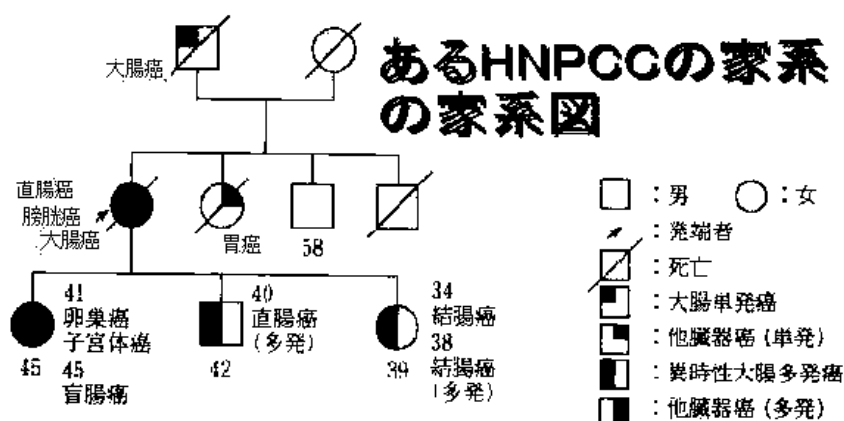 あるHNPCCの家系
の家系図
大腸癌
直腸癌
膀胱癌
大腸癌
胃癌
58
41
卵巣癌
子宮体癌
45
45
盲腸癌
40
直腸癌
(多発)
42
34
結腸癌
38
結腸癌
(多発)
39
：男
：女
：発端者
：死亡
：大腸単発癌
：他臓器癌(単発)
：異時性大腸多発癌
：他臓器癌(多発)